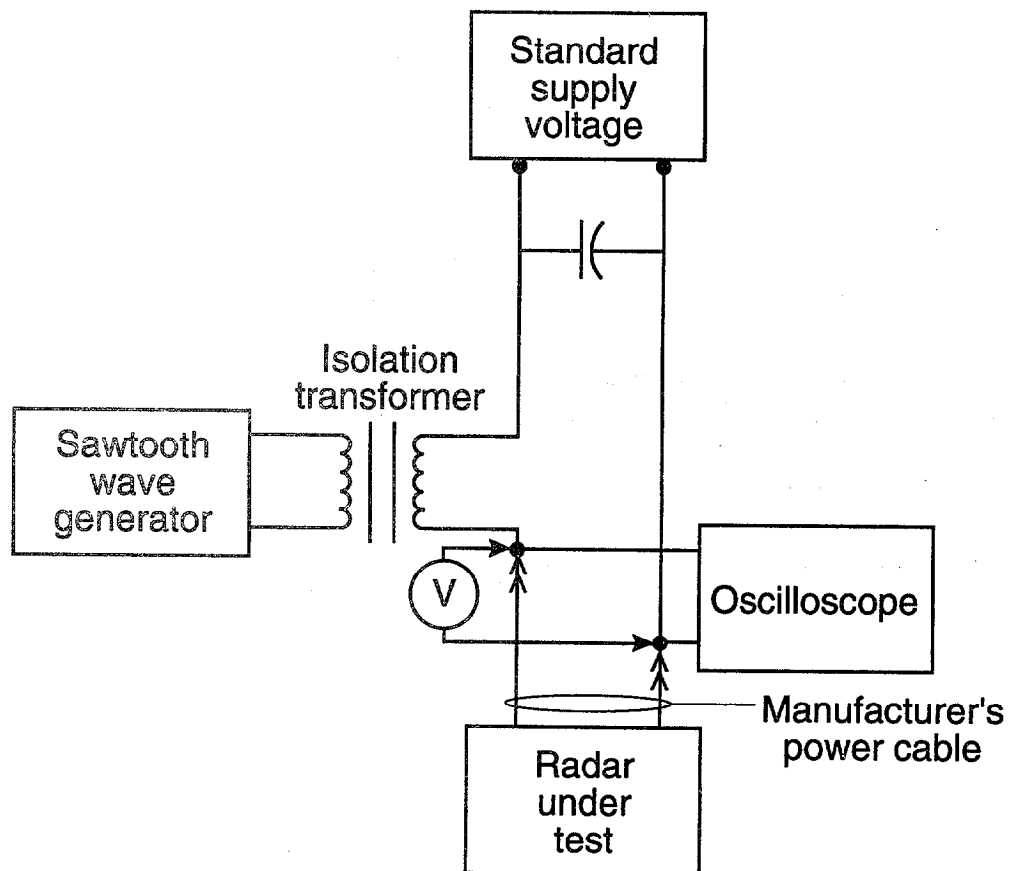 Standard
supply
voltage
Isolation
transformer
Sawtooth
wave
generator
V
Oscilloscope
Manufacturer's
power cable
Radar
under
test